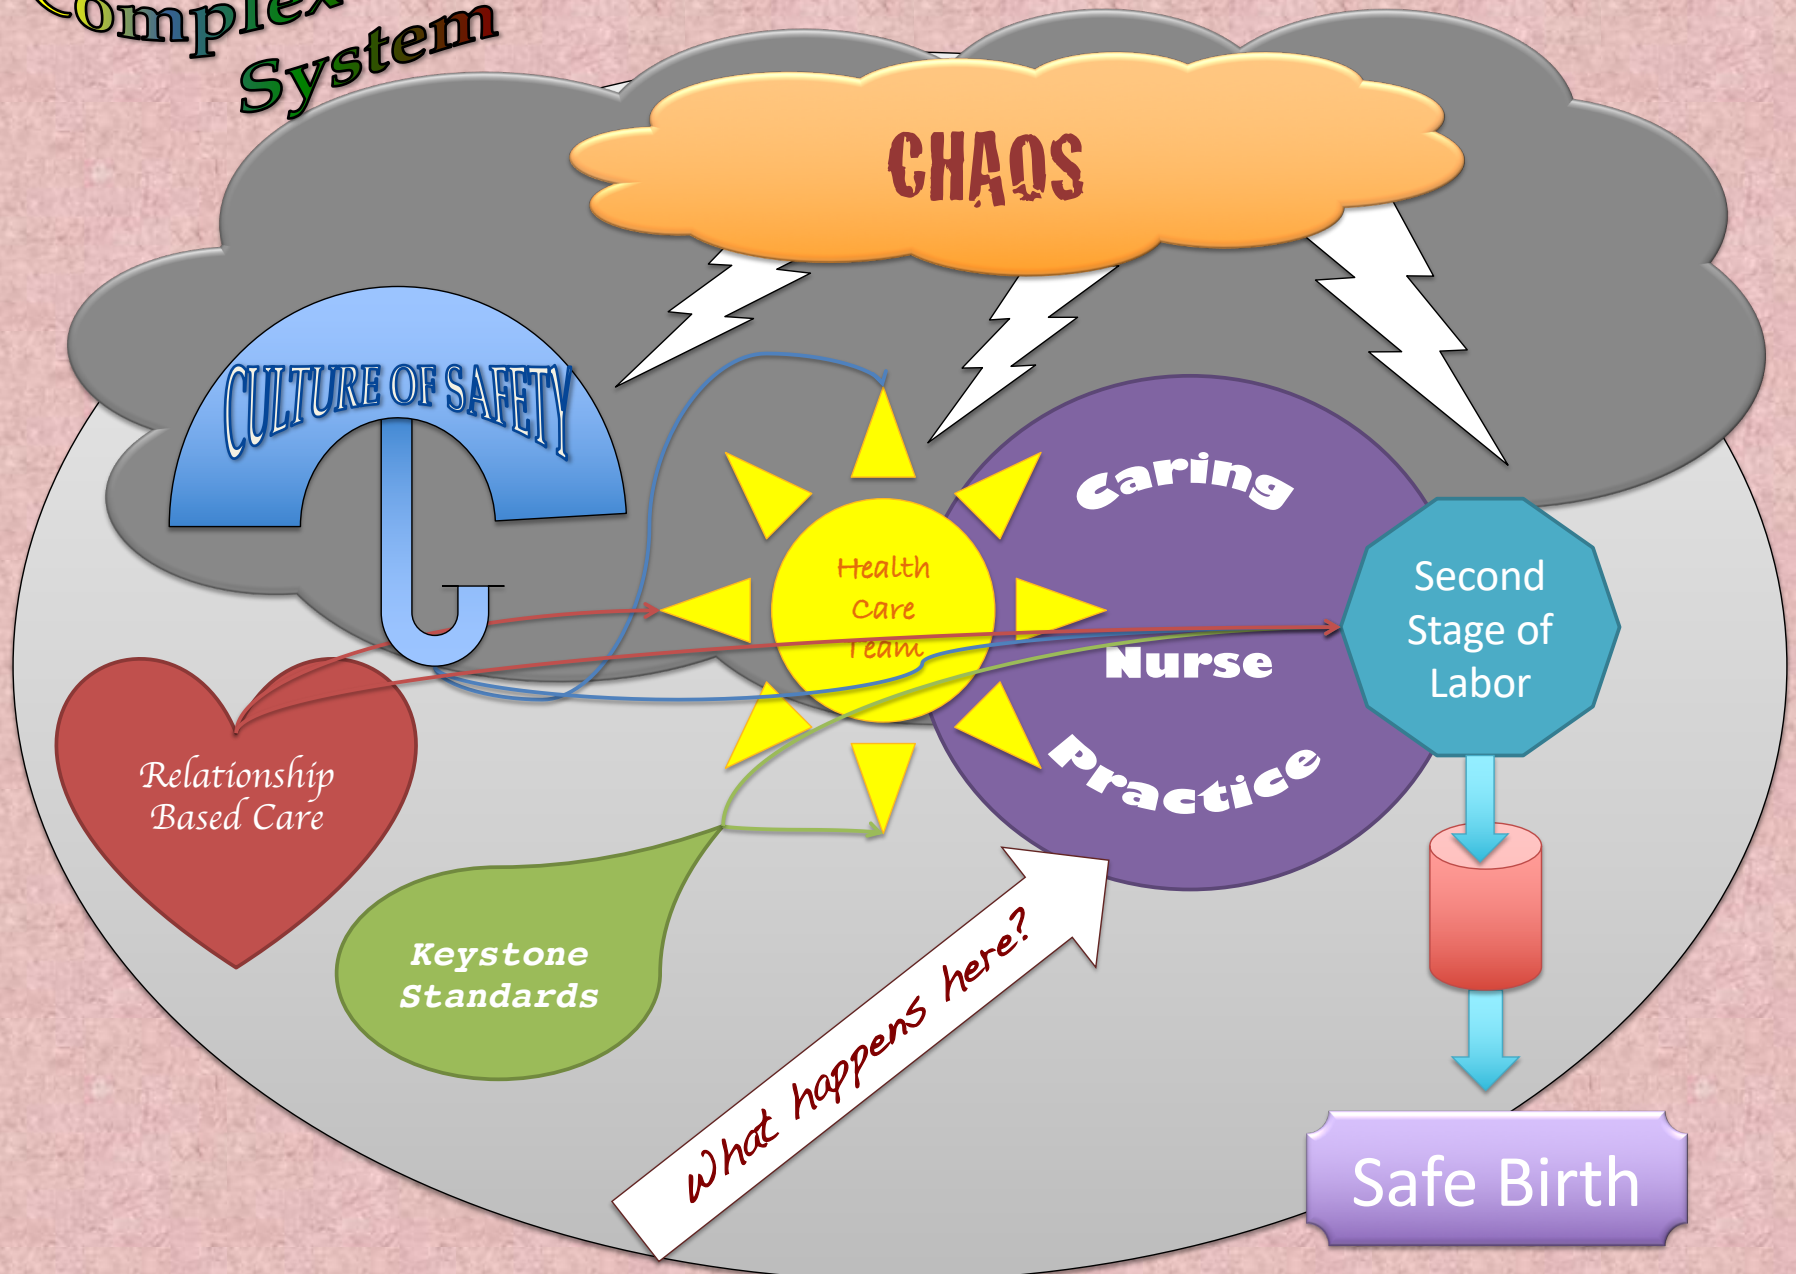 Complex
System
CHAOS
CULTURE OF SAFETY
Caring
Health
Care
Team
Nurse
Practice
Second
Stage of
Labor
Relationship
Based Care
Keystone
Standards
What happens here?
Safe Birth